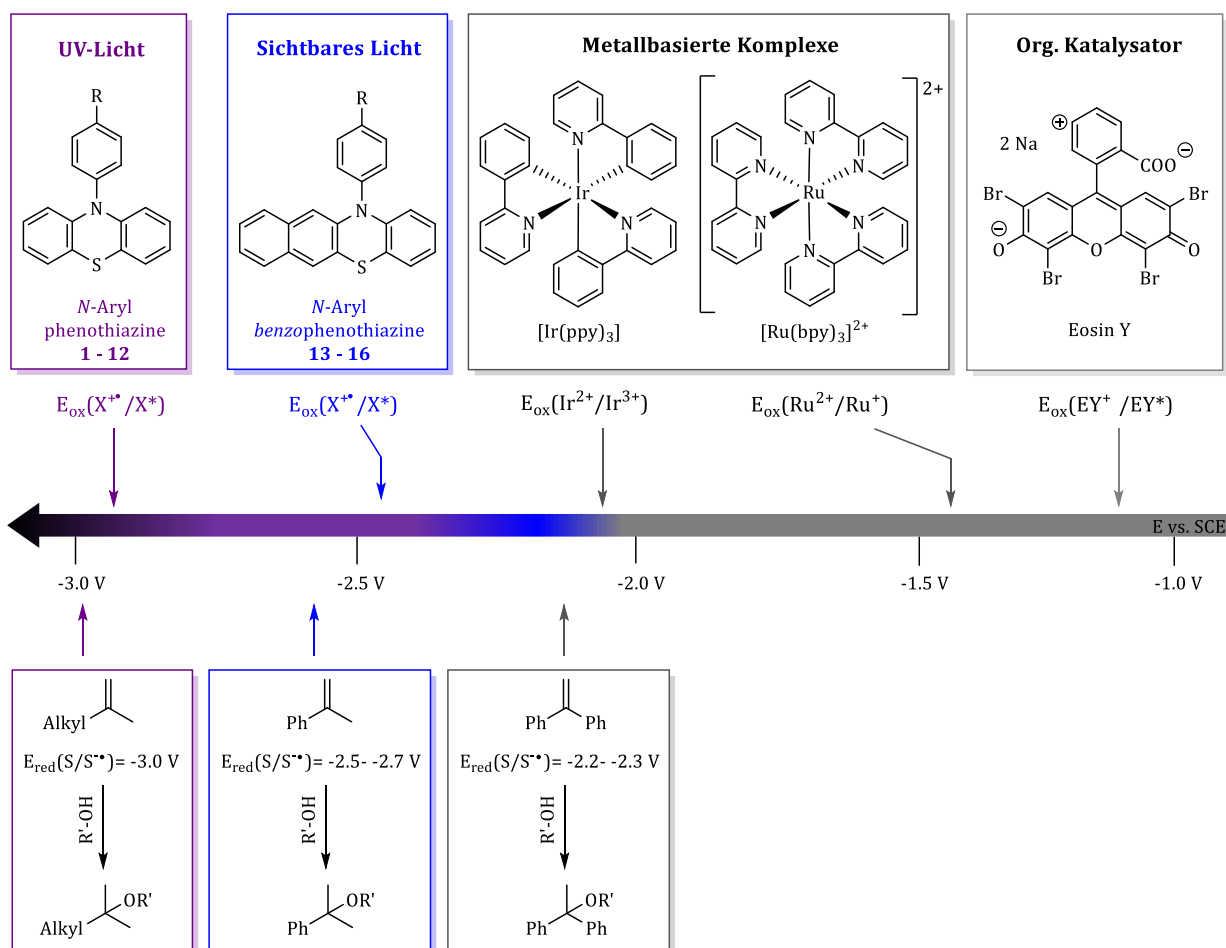 UV-Licht
R
N
S
N-Aryl
phenothiazine
1 - 12
Sichtbares Licht
R
N
S
N-Aryl
benzophenothiazine
13 - 16
Metallbasierte Komplexe
N
Ir
N
N
[Ir(ppy)₃]
2+
N
N
N
Ru
N
N
N
[Ru(bpy)₃]²⁺
Org. Katalysator
⊕
2 Na
COO ⊖
Br
Br
⊖
O
O
O
Br
Br
Eosin Y
Eox(X⁺•/X*)
Eox(X⁺•/X*)
Eox(Ir²⁺/Ir³⁺)
Eox(Ru²⁺/Ru⁺)
Eox(EY⁺ /EY*)
E vs. SCE
-3.0 V
-2.5 V
-2.0 V
-1.5 V
-1.0 V
Alkyl
Ered(S/S⁻•)= -3.0 V
R'-OH
OR'
Alkyl
Ph
Ered(S/S⁻•)= -2.5- -2.7 V
R'-OH
OR'
Ph
Ph Ph
Ered(S/S⁻•)= -2.2- -2.3 V
R'-OH
OR'
Ph Ph